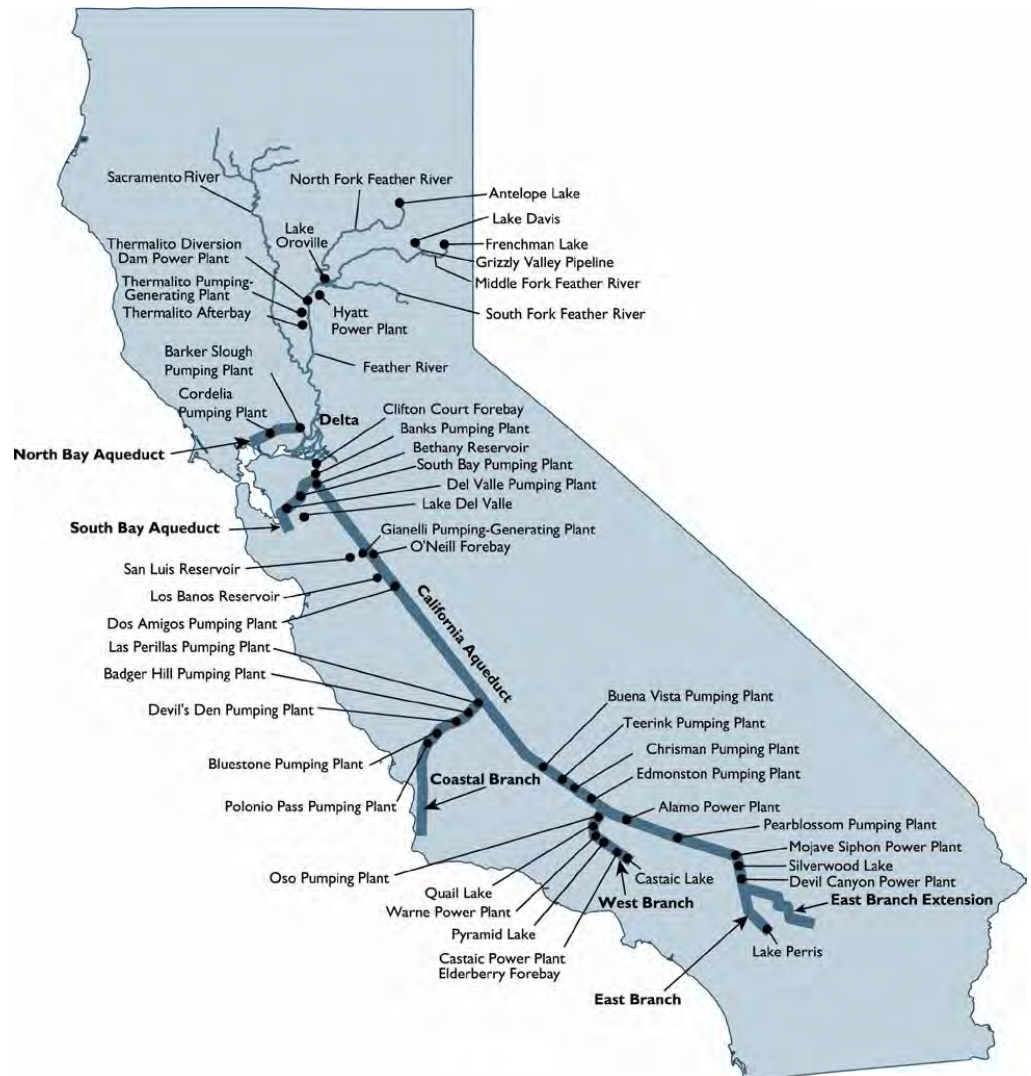 Sacramento River
North Fork Feather River
Antelope Lake
Lake Davis
Lake
Oroville
Frenchman Lake
Grizzly Valley Pipeline
Middle Fork Feather River
Thermalito Diversion
Dam Power Plant
Thermalito Pumping-
Generating Plant
Thermalito Afterbay
Hyatt
Power Plant
South Fork Feather River
Barker Slough
Pumping Plant
Feather River
Cordelia
Pumping Plant
Delta
North Bay Aqueduct
Clifton Court Forebay
Banks Pumping Plant
Bethany Reservoir
South Bay Pumping Plant
Del Valle Pumping Plant
Lake Del Valle
South Bay Aqueduct
Gianelli Pumping-Generating Plant
O'Neill Forebay
San Luis Reservoir
Los Banos Reservoir
Dos Amigos Pumping Plant
California Aqueduct
Las Perillas Pumping Plant
Badger Hill Pumping Plant
Devil's Den Pumping Plant
Bluestone Pumping Plant
Polonio Pass Pumping Plant
Coastal Branch
Buena Vista Pumping Plant
Teerink Pumping Plant
Chrisman Pumping Plant
Edmonston Pumping Plant
Alamo Power Plant
Pearblossom Pumping Plant
Mojave Siphon Power Plant
Silverwood Lake
Devil Canyon Power Plant
East Branch Extension
Oso Pumping Plant
Quail Lake
Warne Power Plant
Pyramid Lake
Castaic Power Plant
Elderberry Forebay
Castaic Lake
West Branch
Lake Perris
East Branch